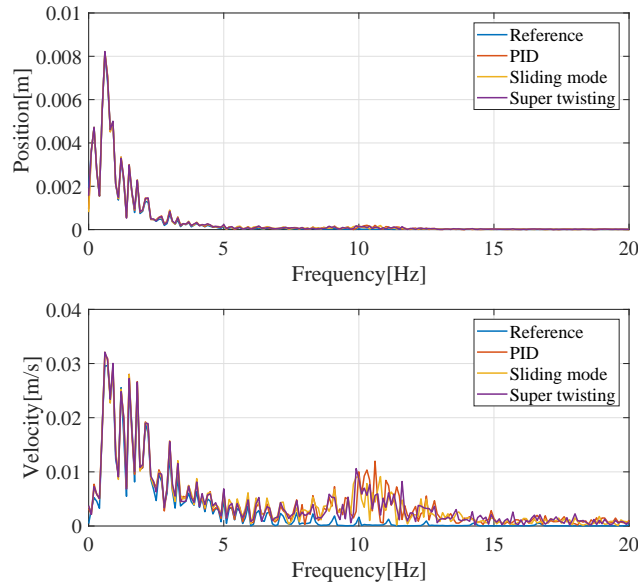 0.01
0.008
0.006
0.004
0.002
0
Position[m]
0 5 10 15 20
Frequency[Hz]
Reference
PID
Sliding mode
Super twisting
0.04
0.03
0.02
0.01
0
Velocity[m/s]
0 5 10 15 20
Frequency[Hz]
Reference
PID
Sliding mode
Super twisting